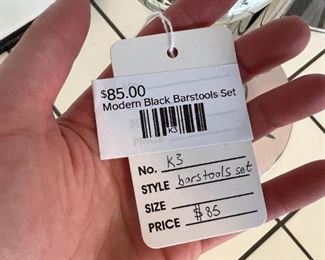 $85.00
Modern Black Barstools Set
K3
No. K3
STYLE barstools set
SIZE
PRICE $85